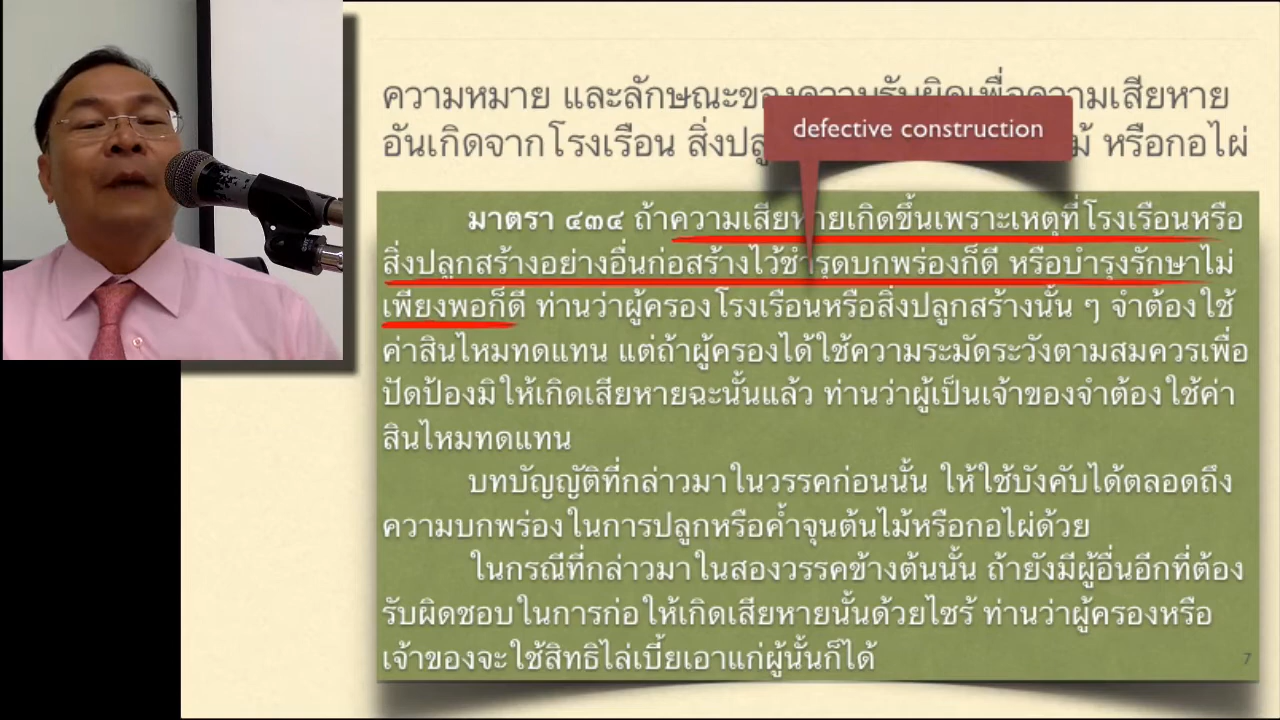 ความหมาย และลักษณะของความรับผิดเพื่อความเสียหาย
อันเกิดจากโรงเรือน สิ่งปลู ม้ หรือกอไผ่
defective construction
มาตรา ๔๓๔ ถ้าความเสียหายเกิดขึ้นเพราะเหตุที่โรงเรือนหรือ
สิ่งปลูกสร้างอย่างอื่นก่อสร้างไว้ชำรุดบกพร่องก็ดี หรือบำรุงรักษาไม่
เพียงพอก็ดี ท่านว่าผู้ครองโรงเรือนหรือสิ่งปลูกสร้างนั้น ๆ จำต้องใช้
ค่าสินไหมทดแทน แต่ถ้าผู้ครองได้ใช้ความระมัดระวังตามสมควรเพื่อ
ปัดป้องมิให้เกิดเสียหายฉะนั้นแล้ว ท่านว่าผู้เป็นเจ้าของจำต้องใช้ค่า
สินไหมทดแทน
บทบัญญัติที่กล่าวมาในวรรคก่อนนั้น ให้ใช้บังคับได้ตลอดถึง
ความบกพร่องในการปลูกหรือค้ำจุนต้นไม้หรือกอไผ่ด้วย
ในกรณีที่กล่าวมาในสองวรรคข้างต้นนั้น ถ้ายังมีผู้อื่นอีกที่ต้อง
รับผิดชอบในการก่อให้เกิดเสียหายนั้นด้วยไซร้ ท่านว่าผู้ครองหรือ
เจ้าของจะใช้สิทธิไล่เบี้ยเอาแก่ผู้นั้นก็ได้
7